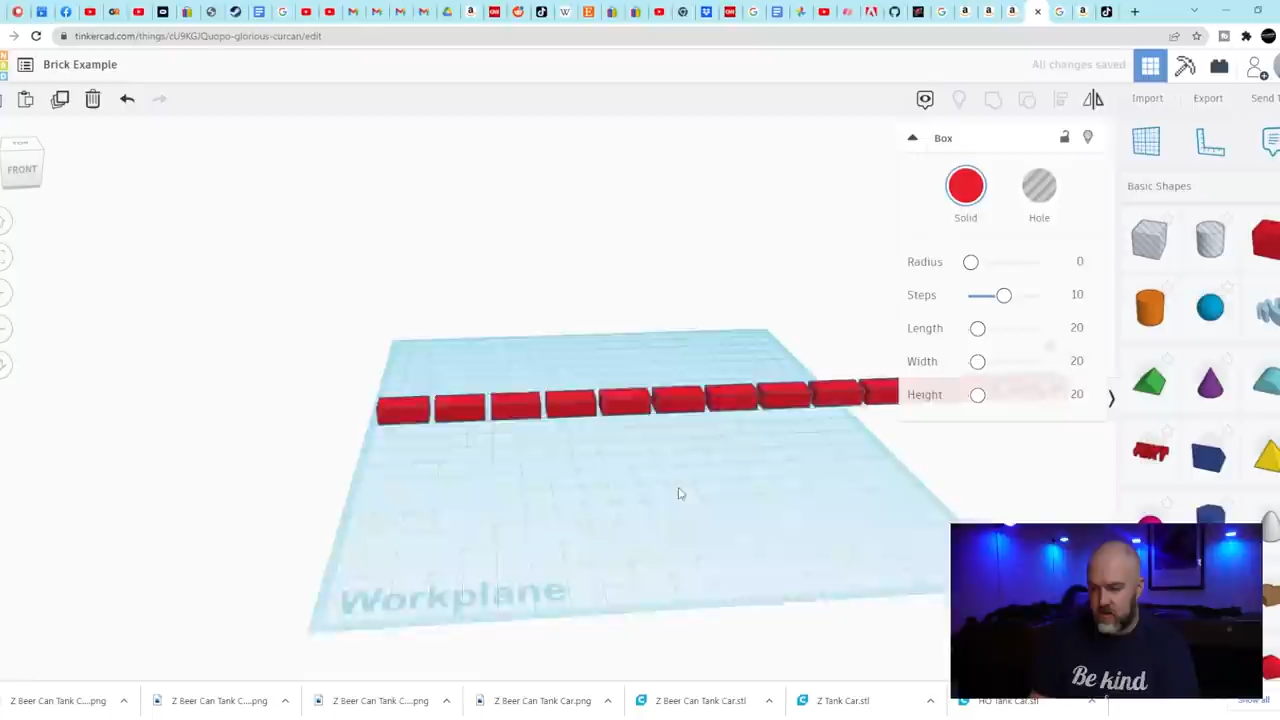 tinkercad.com/things/cU9KGJQuopo-glorious-curcan/edit
Brick Example
All changes saved
Import
Export
Send T
TOP
FRONT
Box
Solid
Hole
Radius
0
Steps
10
Length
20
Width
20
Height
20
Basic Shapes
Workplane
Be kind
Z Beer Can Tank C....png
Z Beer Can Tank C....png
Z Beer Can Tank C....png
Z Beer Can Tank Car.png
Z Beer Can Tank Car.stl
Z Tank Car.stl
HO Tank Car.stl
Show all